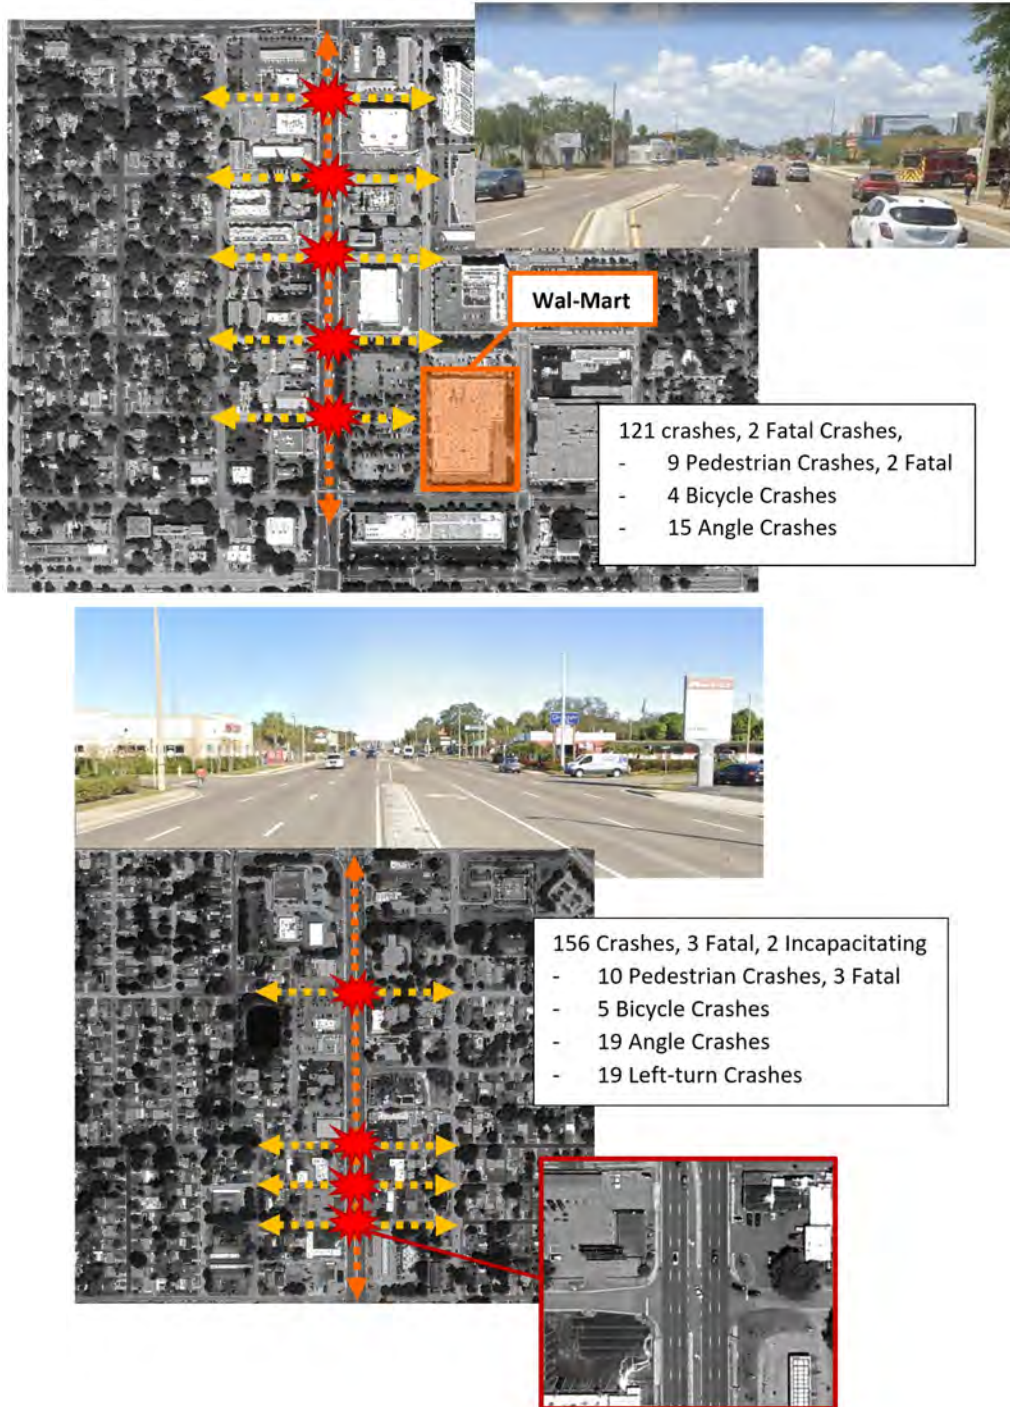 Wal-Mart
121 crashes, 2 Fatal Crashes,
- 9 Pedestrian Crashes, 2 Fatal
- 4 Bicycle Crashes
- 15 Angle Crashes
156 Crashes, 3 Fatal, 2 Incapacitating
- 10 Pedestrian Crashes, 3 Fatal
- 5 Bicycle Crashes
- 19 Angle Crashes
- 19 Left-turn Crashes